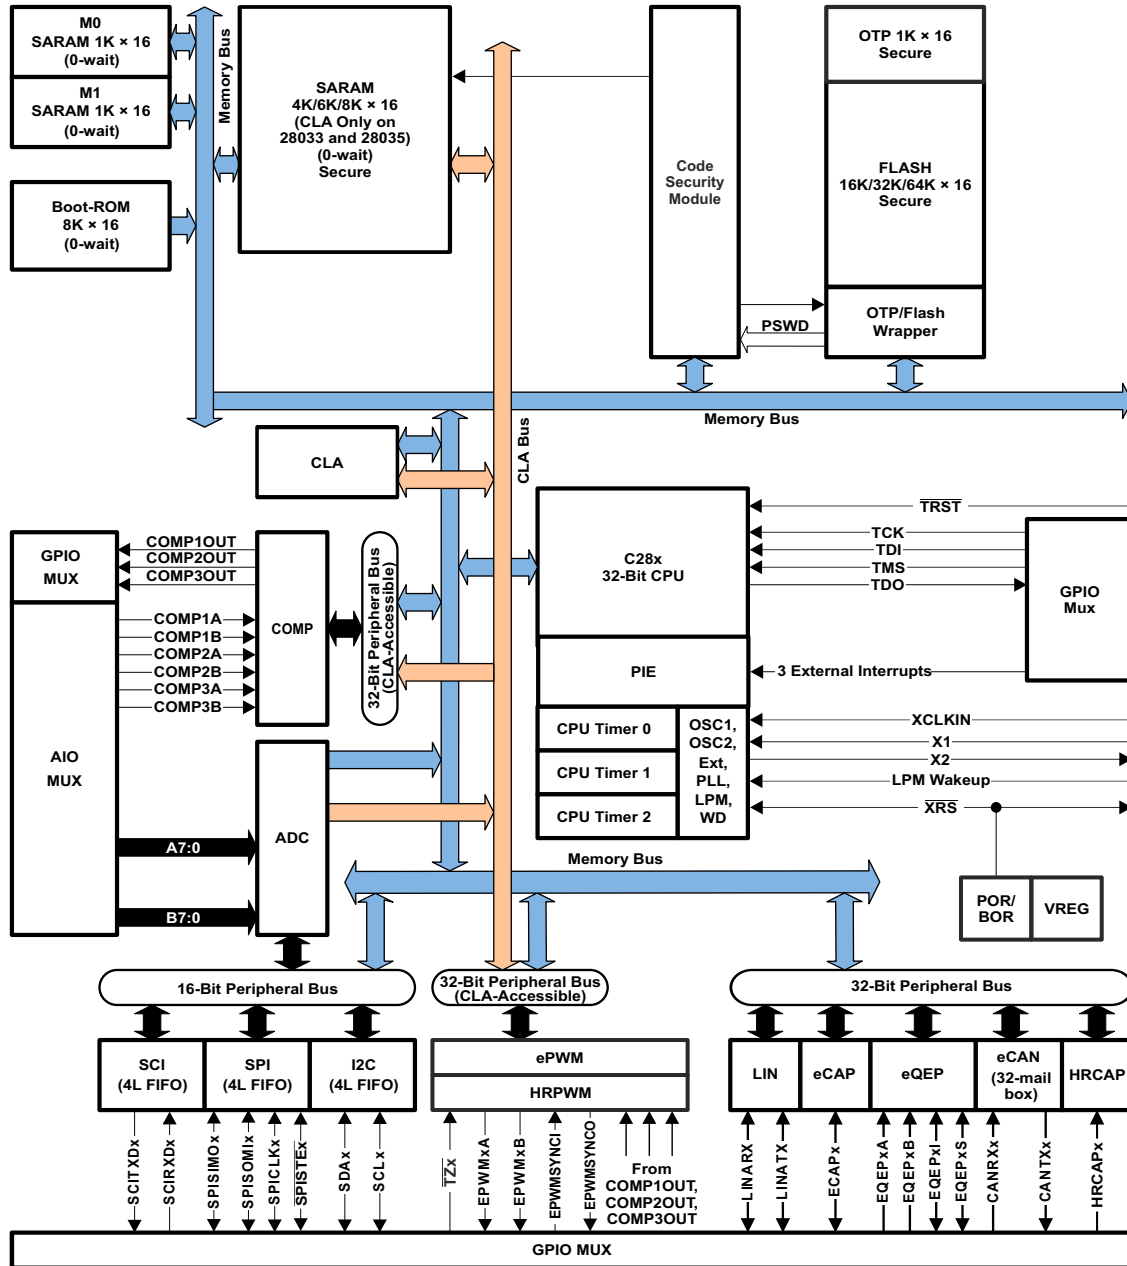 M0
SARAM 1K × 16
(0-wait)
M1
SARAM 1K × 16
(0-wait)
Boot-ROM
8K × 16
(0-wait)
Memory Bus
SARAM
4K/6K/8K × 16
(CLA Only on
28033 and 28035)
(0-wait)
Secure
Code
Security
Module
OTP 1K × 16
Secure
FLASH
16K/32K/64K × 16
Secure
OTP/Flash
Wrapper
PSWD
Memory Bus
CLA Bus
CLA
C28x
32-Bit CPU
TRST
TCK
TDI
TMS
TDO
GPIO
Mux
GPIO
MUX
COMP1OUT
COMP2OUT
COMP3OUT
COMP1A
COMP1B
COMP2A
COMP2B
COMP3A
COMP3B
COMP
32-Bit Peripheral Bus
(CLA-Accessible)
AIO
MUX
A7:0
B7:0
ADC
PIE
3 External Interrupts
CPU Timer 0
CPU Timer 1
CPU Timer 2
OSC1,
OSC2,
Ext,
PLL,
LPM,
WD
XCLKIN
X1
X2
LPM Wakeup
XRS
POR/
BOR
VREG
Memory Bus
16-Bit Peripheral Bus
32-Bit Peripheral Bus
(CLA-Accessible)
32-Bit Peripheral Bus
SCI
(4L FIFO)
SPI
(4L FIFO)
I2C
(4L FIFO)
ePWM
HRPWM
LIN
eCAP
eQEP
eCAN
(32-mail
box)
HRCAP
SCITXDx
SCIRXDx
SPISIMOx
SPISOMIx
SPICLKx
SPISTEx
SDAx
SCLx
TZx
EPWMxA
EPWMxB
EPWMSYNCI
EPWMSYNCO
From
COMP1OUT,
COMP2OUT,
COMP3OUT
LINARX
LINATX
ECAPx
EQEPxA
EQEPxB
EQEPxI
EQEPxS
CANRXx
CANTXx
HRCAPx
GPIO MUX